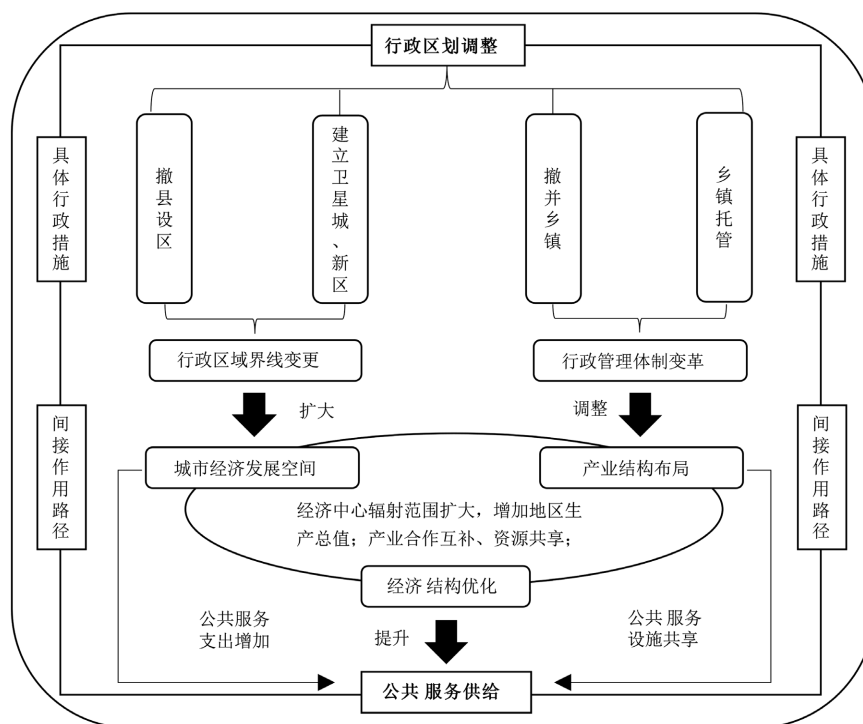 行政区划调整
具体行政措施
撤县设区
建立卫星城、新区
撤并乡镇
乡镇托管
具体行政措施
行政区域界线变更
行政管理体制变革
扩大
调整
间接作用路径
城市经济发展空间
产业结构布局
间接作用路径
经济中心辐射范围扩大，增加地区生
产总值；产业合作互补、资源共享；
经济 结构优化
公共服务
支出增加
提升
公共 服务
设施共享
公共 服务供给